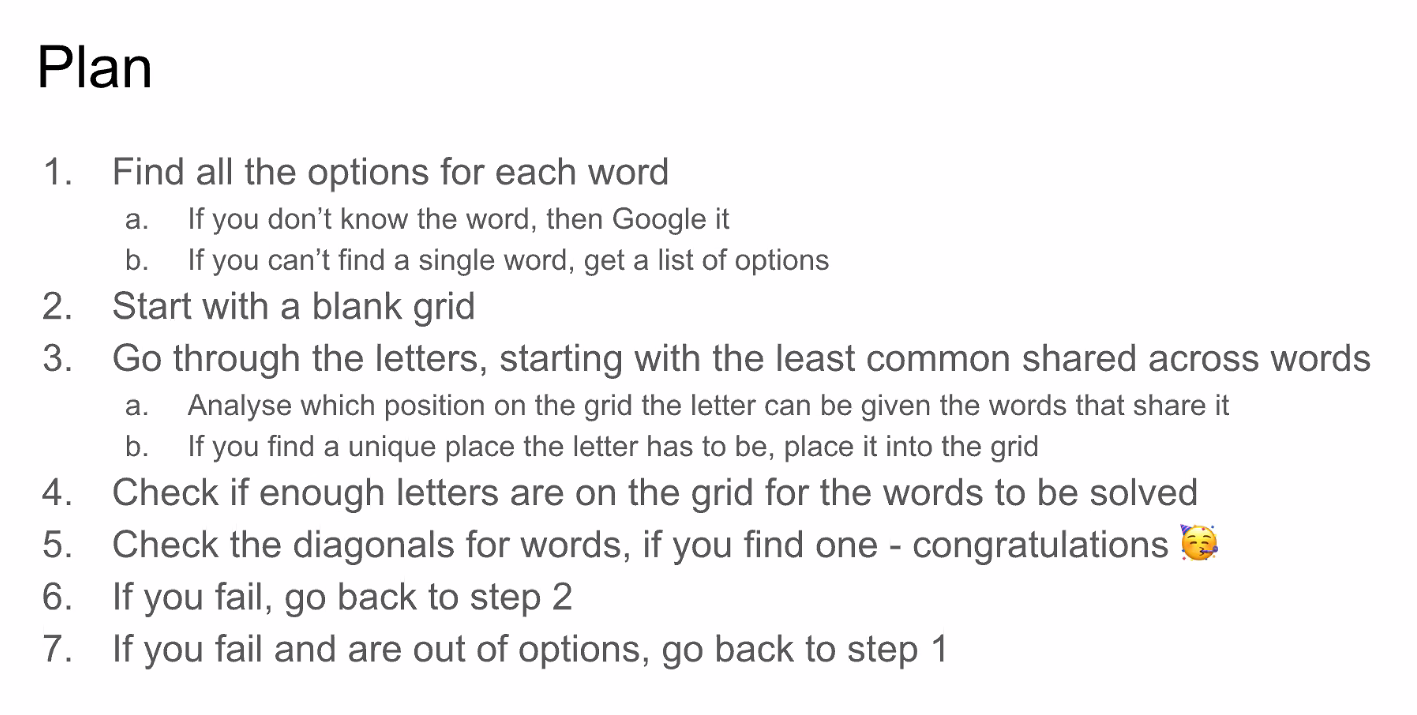 Plan
1. Find all the options for each word
a. If you don’t know the word, then Google it
b. If you can’t find a single word, get a list of options
2. Start with a blank grid
3. Go through the letters, starting with the least common shared across words
a. Analyse which position on the grid the letter can be given the words that share it
b. If you find a unique place the letter has to be, place it into the grid
4. Check if enough letters are on the grid for the words to be solved
5. Check the diagonals for words, if you find one - congratulations 🥳
6. If you fail, go back to step 2
7. If you fail and are out of options, go back to step 1